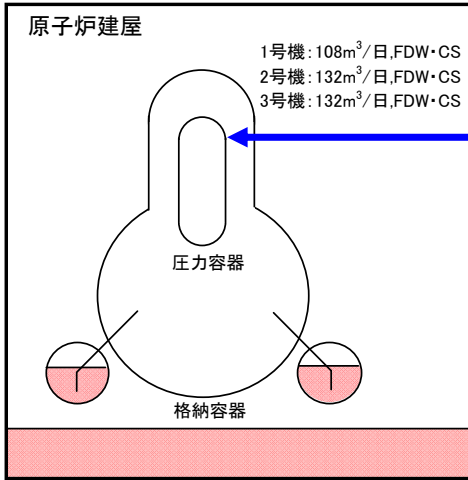 原子炉建屋
1号機：108m³/日,FDW・CS
2号機：132m³/日,FDW・CS
3号機：132m³/日,FDW・CS
圧力容器
格納容器